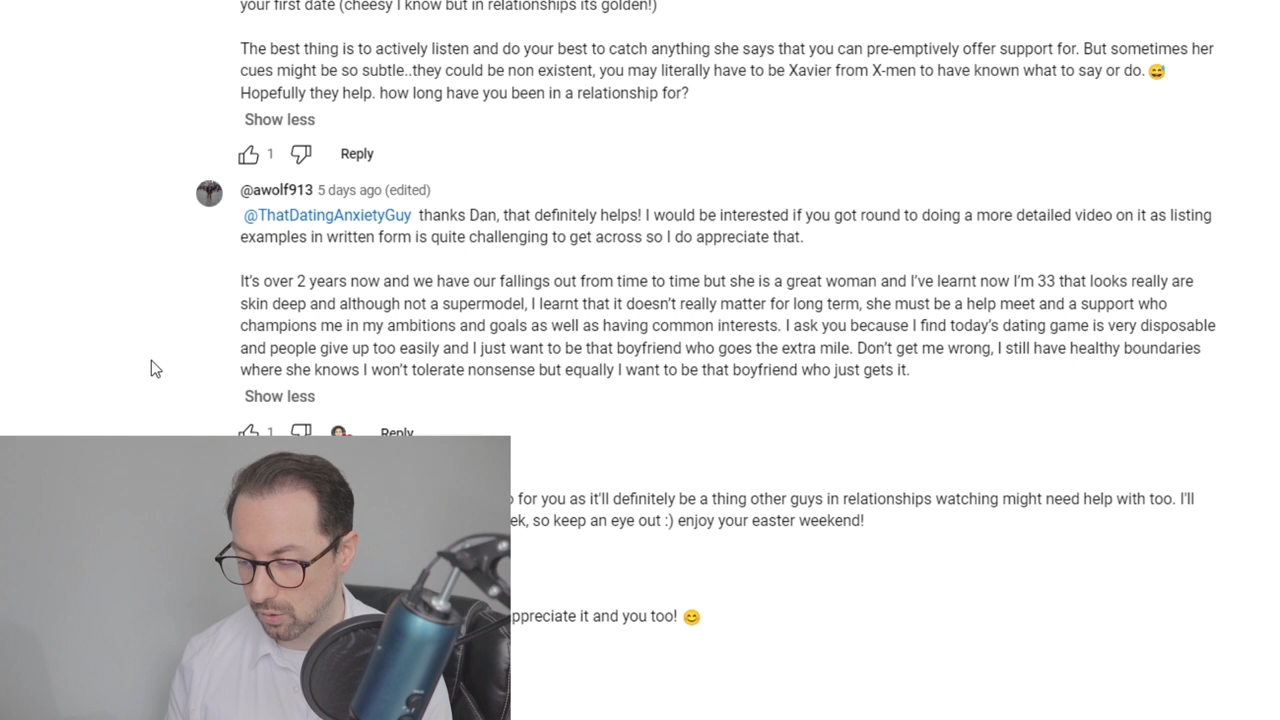 your first date (cheesy I know but in relationships its golden!)
The best thing is to actively listen and do your best to catch anything she says that you can pre-emptively offer support for. But sometimes her
cues might be so subtle..they could be non existent, you may literally have to be Xavier from X-men to have known what to say or do. 😅
Hopefully they help. how long have you been in a relationship for?
Show less
1 Reply
@awolf913 5 days ago (edited)
@ThatDatingAnxietyGuy thanks Dan, that definitely helps! I would be interested if you got round to doing a more detailed video on it as listing
examples in written form is quite challenging to get across so I do appreciate that.
It’s over 2 years now and we have our fallings out from time to time but she is a great woman and I’ve learnt now I’m 33 that looks really are
skin deep and although not a supermodel, I learnt that it doesn’t really matter for long term, she must be a help meet and a support who
champions me in my ambitions and goals as well as having common interests. I ask you because I find today’s dating game is very disposable
and people give up too easily and I just want to be that boyfriend who goes the extra mile. Don’t get me wrong, I still have healthy boundaries
where she knows I won’t tolerate nonsense but equally I want to be that boyfriend who just gets it.
Show less
1 Reply
for you as it'll definitely be a thing other guys in relationships watching might need help with too. I'll
so keep an eye out :) enjoy your easter weekend!
appreciate it and you too! 😊